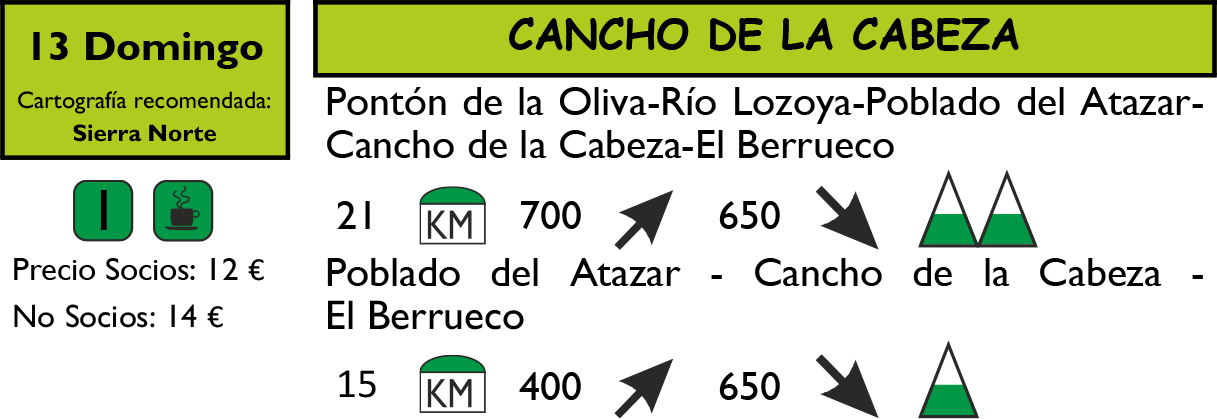 13 Domingo
Cartografía recomendada:
Sierra Norte
I
Precio Socios: 12 €
No Socios: 14 €
CANCHO DE LA CABEZA
Pontón de la Oliva-Río Lozoya-Poblado del Atazar-
Cancho de la Cabeza-El Berrueco
21 KM 700 650
Poblado del Atazar - Cancho de la Cabeza -
El Berrueco
15 KM 400 650